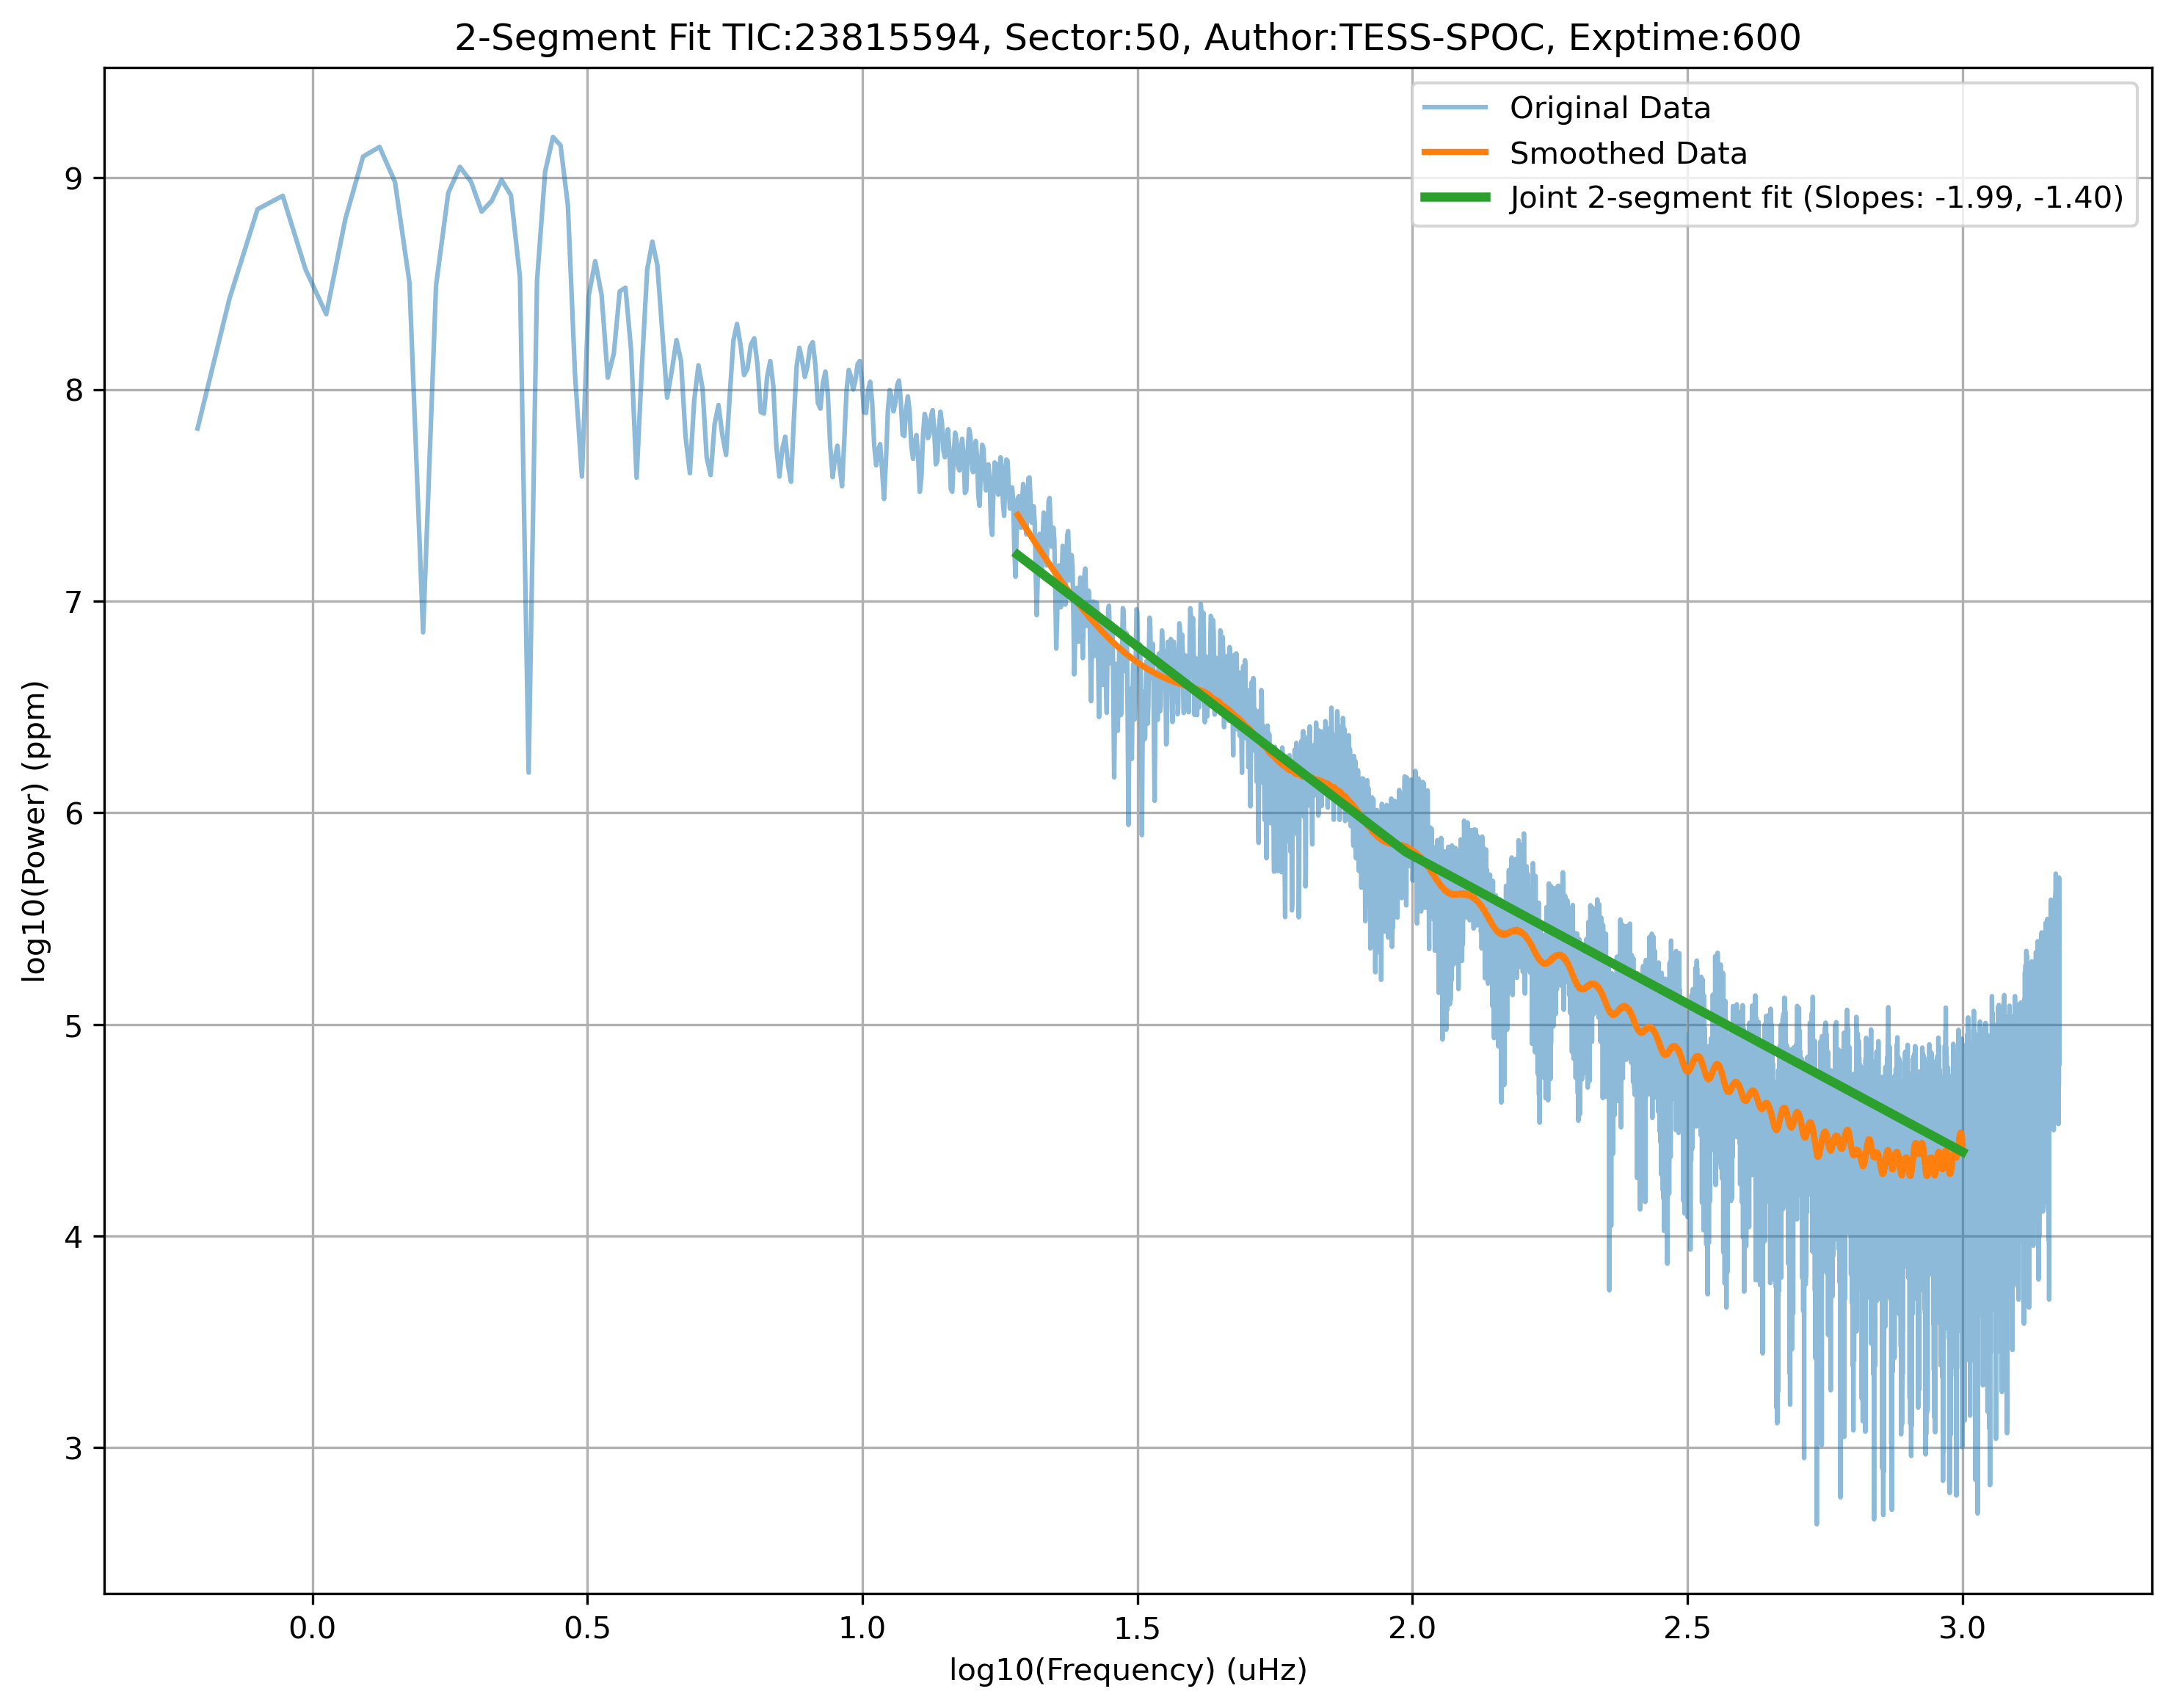 2-Segment Fit TIC:23815594, Sector:50, Author:TESS-SPOC, Exptime:600
Original Data
Smoothed Data
Joint 2-segment fit (Slopes: -1.99, -1.40)
log10(Power) (ppm)
9
8
7
6
5
4
3
0.0 0.5 1.0 1.5 2.0 2.5 3.0
log10(Frequency) (uHz)